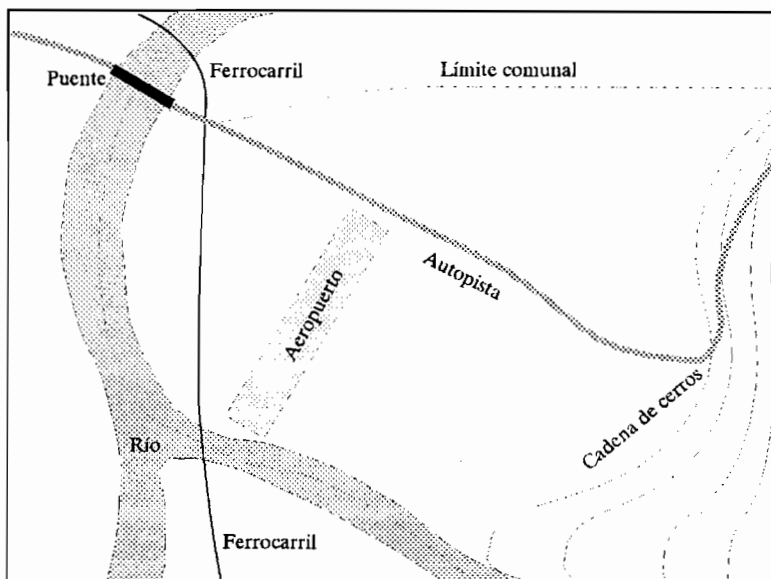 Ferrocarril
Límite comunal
Puente
Autopista
Aeropuerto
Cadena de cerros
Río
Ferrocarril